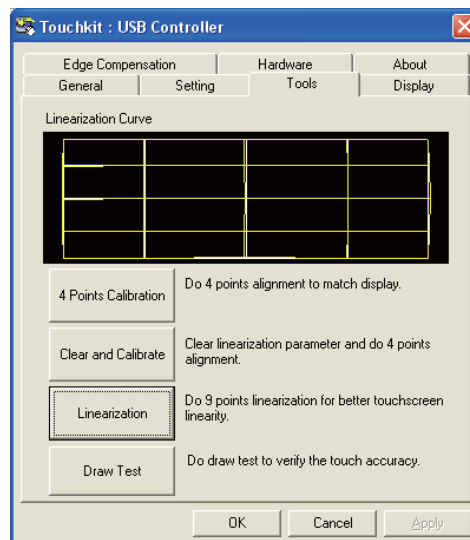 Touchkit : USB Controller
Edge Compensation Hardware About
General Setting Tools Display
Linearization Curve
4 Points Calibration
Do 4 points alignment to match display.
Clear and Calibrate
Clear linearization parameter and do 4 points
alignment.
Linearization
Do 9 points linearization for better touchscreen
linearity.
Draw Test
Do draw test to verify the touch accuracy.
OK Cancel Apply